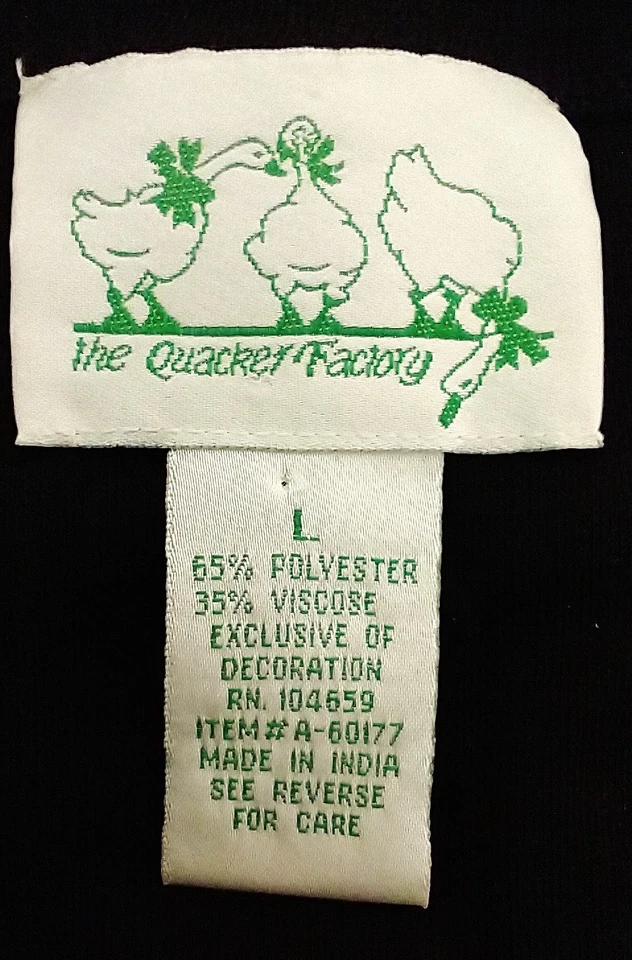 the Quacker Factory
L
65% POLYESTER
35% VISCOSE
EXCLUSIVE OF
DECORATION
RN. 104659
ITEM# A-60177
MADE IN INDIA
SEE REVERSE
FOR CARE